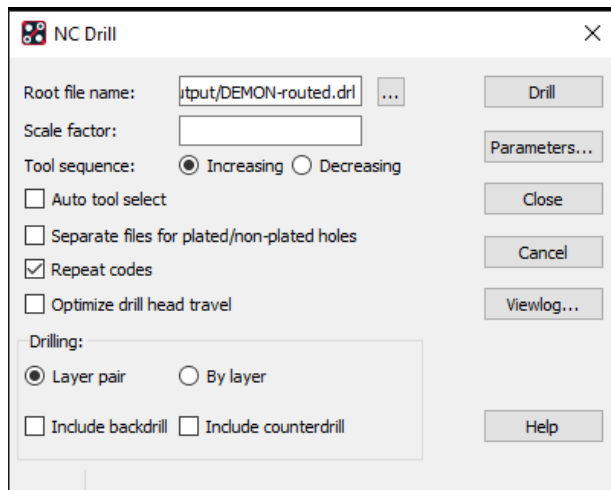 NC Drill
Root file name: utput/DEMON-routed.drl ... Drill
Scale factor:
Parameters...
Tool sequence: Increasing Decreasing
Auto tool select Close
Separate files for plated/non-plated holes
Cancel
Repeat codes
Optimize drill head travel Viewlog...
Drilling:
Layer pair By layer
Include backdrill Include counterdrill Help